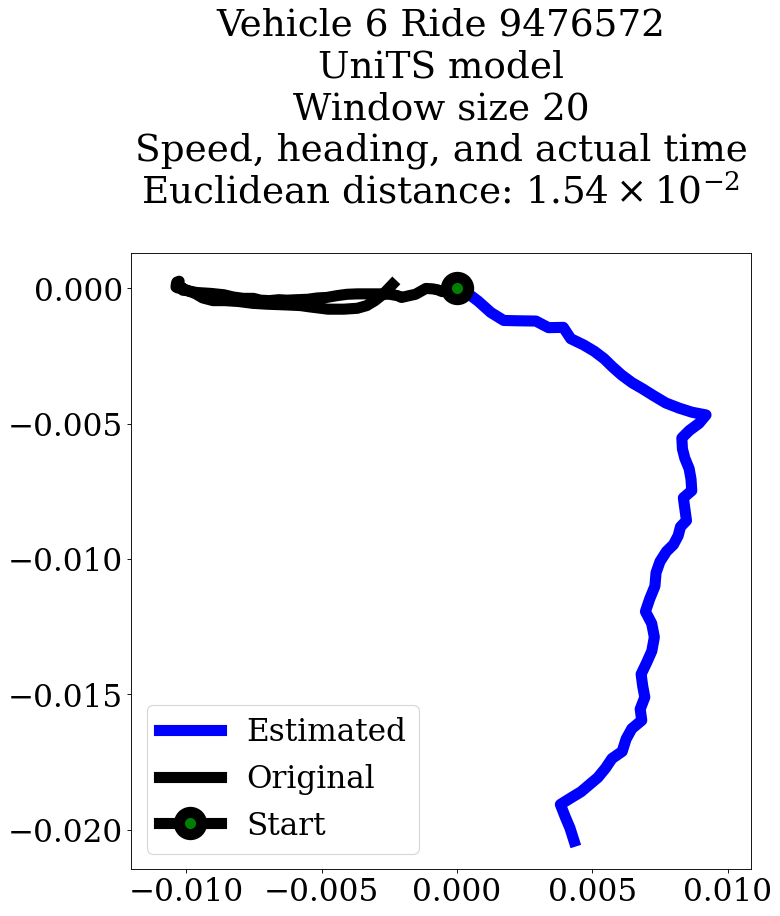 Vehicle 6 Ride 9476572
UniTS model
Window size 20
Speed, heading, and actual time
Euclidean distance: 1.54 × 10⁻²
0.000
−0.005
−0.010
−0.015
−0.020
Estimated
Original
Start
−0.010 −0.005 0.000 0.005 0.010